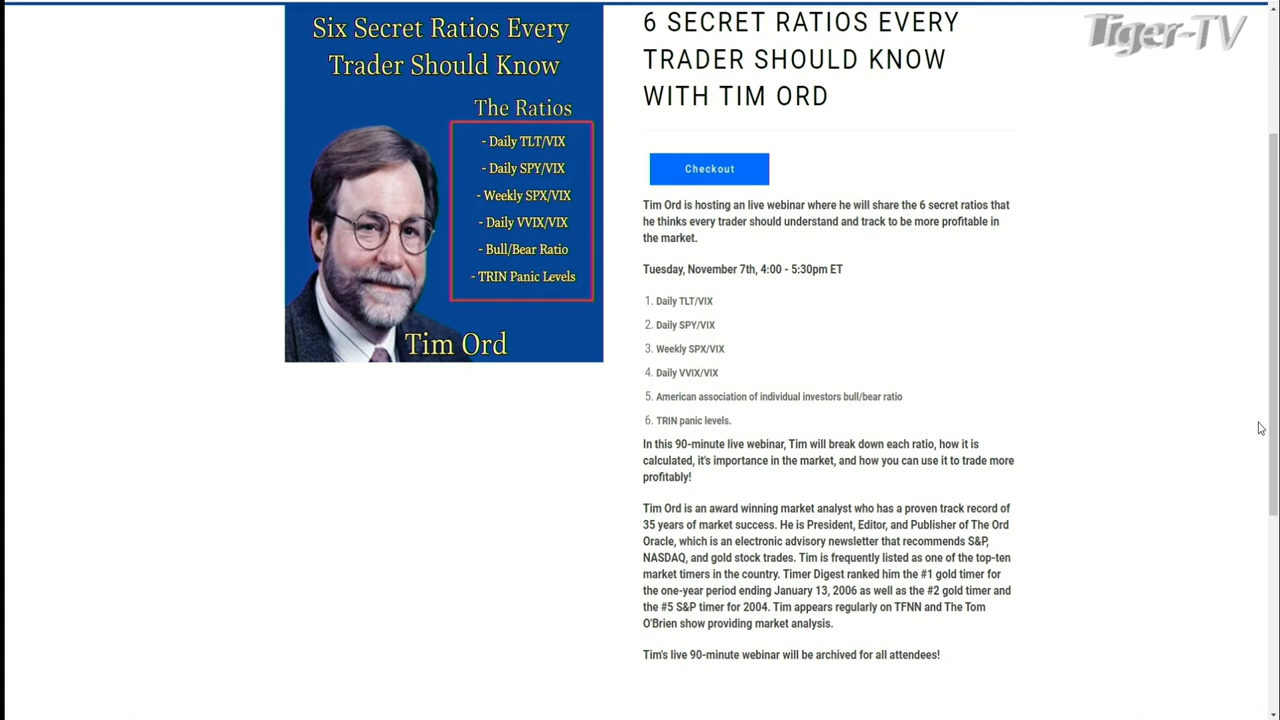 Six Secret Ratios Every
Trader Should Know
The Ratios
- Daily TLT/VIX
- Daily SPY/VIX
- Weekly SPX/VIX
- Daily VVIX/VIX
- Bull/Bear Ratio
- TRIN Panic Levels
Tim Ord
6 SECRET RATIOS EVERY
TRADER SHOULD KNOW
WITH TIM ORD
Tiger-TV
Checkout
Tim Ord is hosting an live webinar where he will share the 6 secret ratios that
he thinks every trader should understand and track to be more profitable in
the market.
Tuesday, November 7th, 4:00 - 5:30pm ET
1. Daily TLT/VIX
2. Daily SPY/VIX
3. Weekly SPX/VIX
4. Daily VVIX/VIX
5. American association of individual investors bull/bear ratio
6. TRIN panic levels.
In this 90-minute live webinar, Tim will break down each ratio, how it is
calculated, it's importance in the market, and how you can use it to trade more
profitably!
Tim Ord is an award winning market analyst who has a proven track record of
35 years of market success. He is President, Editor, and Publisher of The Ord
Oracle, which is an electronic advisory newsletter that recommends S&P,
NASDAQ, and gold stock trades. Tim is frequently listed as one of the top-ten
market timers in the country. Timer Digest ranked him the #1 gold timer for
the one-year period ending January 13, 2006 as well as the #2 gold timer and
the #5 S&P timer for 2004. Tim appears regularly on TFNN and The Tom
O'Brien show providing market analysis.
Tim's live 90-minute webinar will be archived for all attendees!